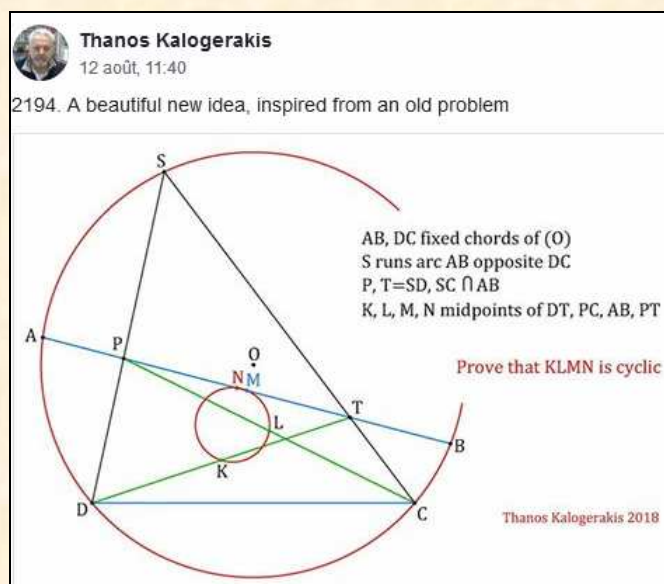 Thanos Kalogerakis
12 août, 11:40
2194. A beautiful new idea, inspired from an old problem
S
AB, DC fixed chords of (O)
S runs arc AB opposite DC
P, T=SD, SC ⋂ AB
K, L, M, N midpoints of DT, PC, AB, PT
A
P
O
Prove that KLMN is cyclic
N M
T
L
B
K
D
C
Thanos Kalogerakis 2018